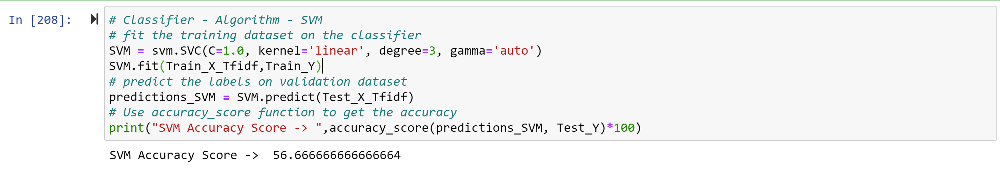 In [208]:
# Classifier - Algorithm - SVM
# fit the training dataset on the classifier
SVM = svm.SVC(C=1.0, kernel='linear', degree=3, gamma='auto')
SVM.fit(Train_X_Tfidf,Train_Y)
# predict the labels on validation dataset
predictions_SVM = SVM.predict(Test_X_Tfidf)
# Use accuracy_score function to get the accuracy
print("SVM Accuracy Score -> ",accuracy_score(predictions_SVM, Test_Y)*100)
SVM Accuracy Score ->  56.666666666666664